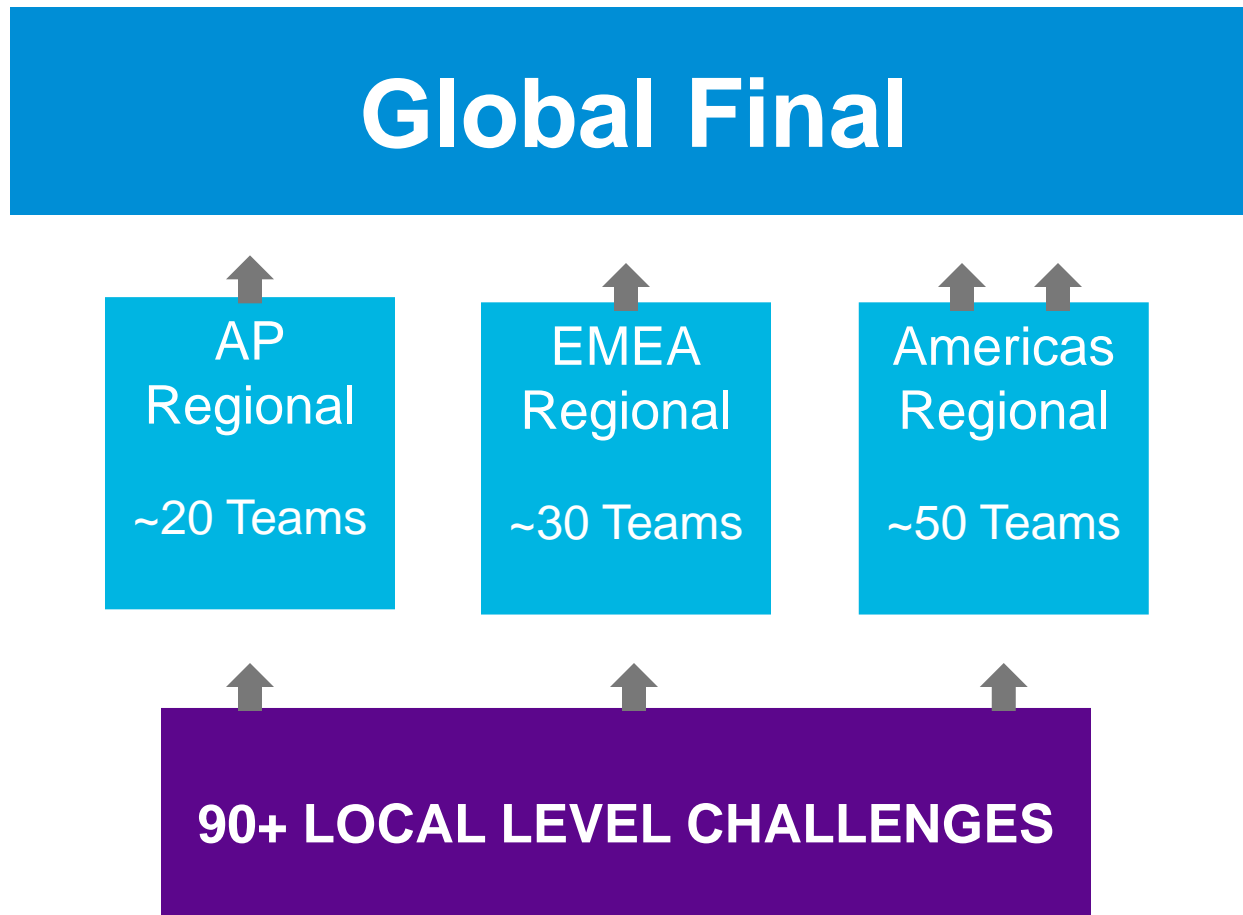 Global Final
AP
Regional
~20 Teams
EMEA
Regional
~30 Teams
Americas
Regional
~50 Teams
90+ LOCAL LEVEL CHALLENGES